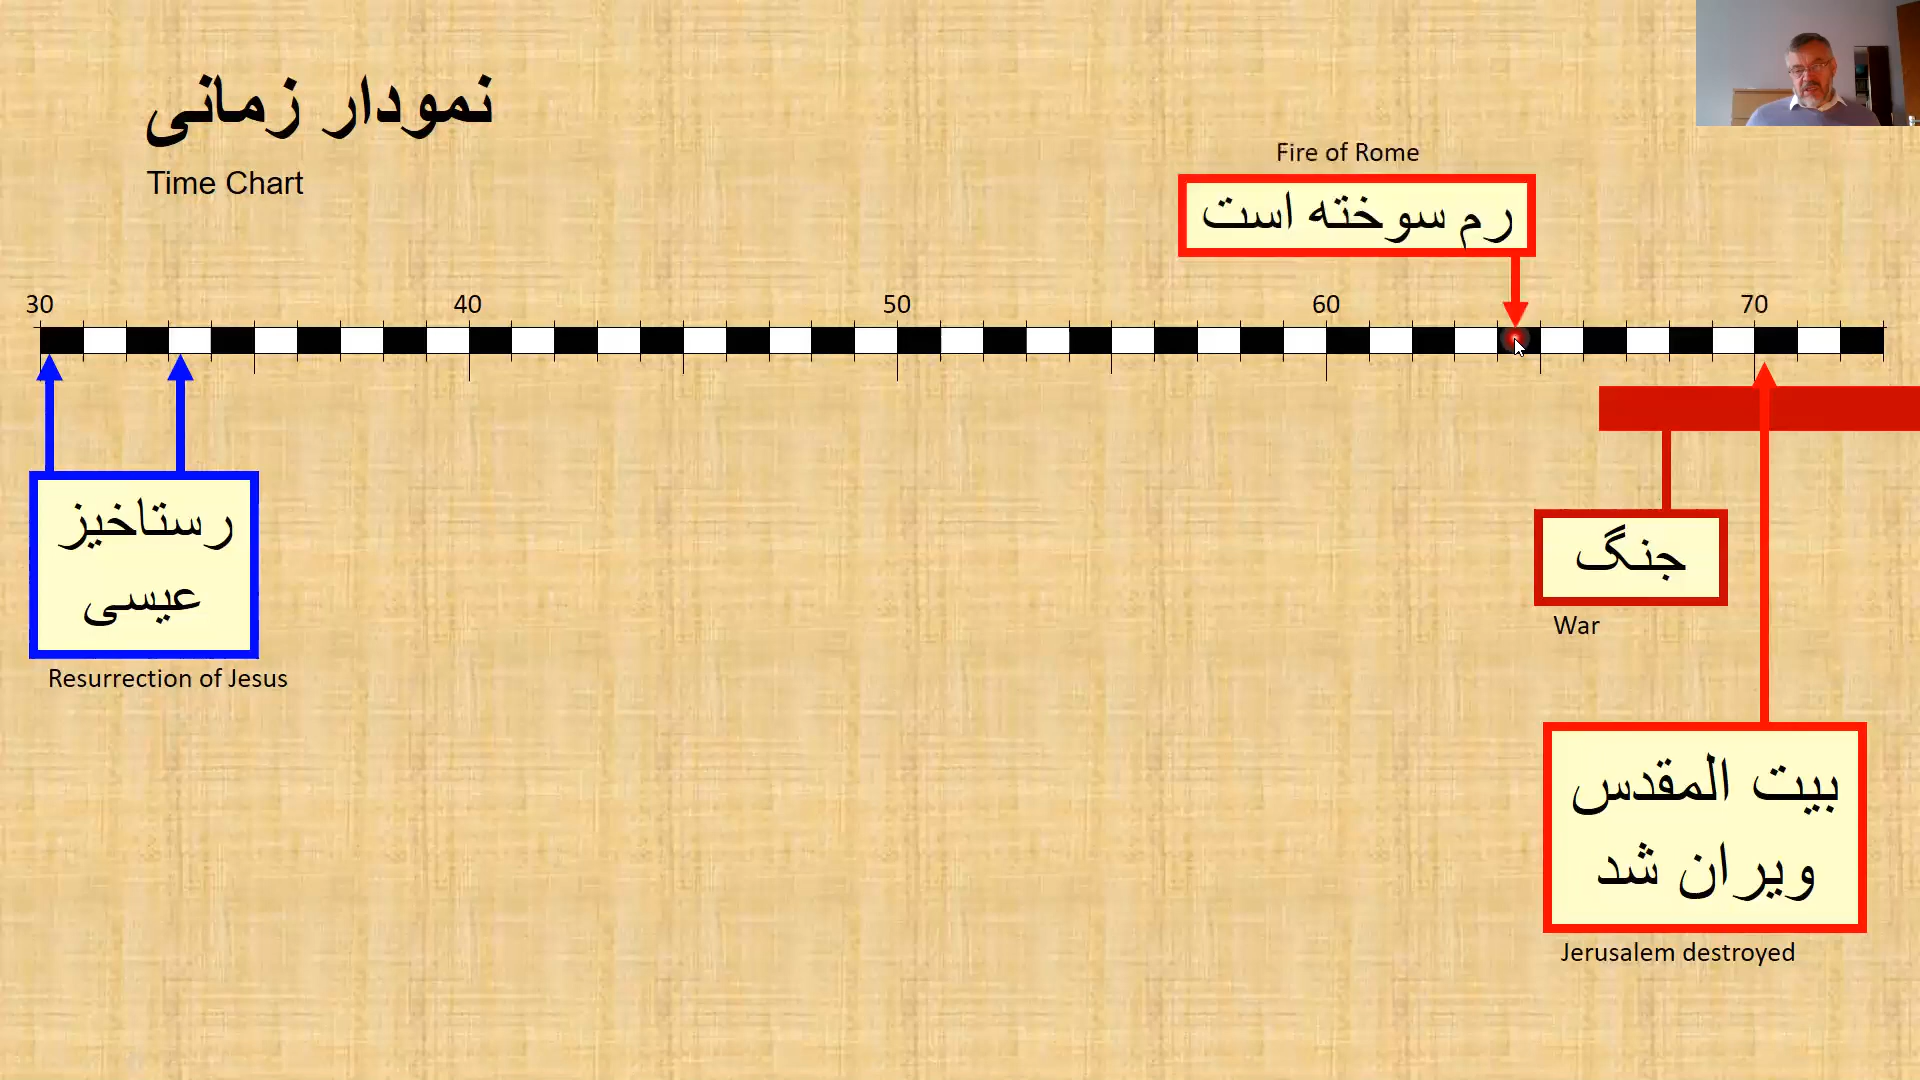 نمودار زمانی
Time Chart
Fire of Rome
رم سوخته است
30 40 50 60 70
رستاخیز
عیسی
Resurrection of Jesus
جنگ
War
بیت المقدس
ویران شد
Jerusalem destroyed